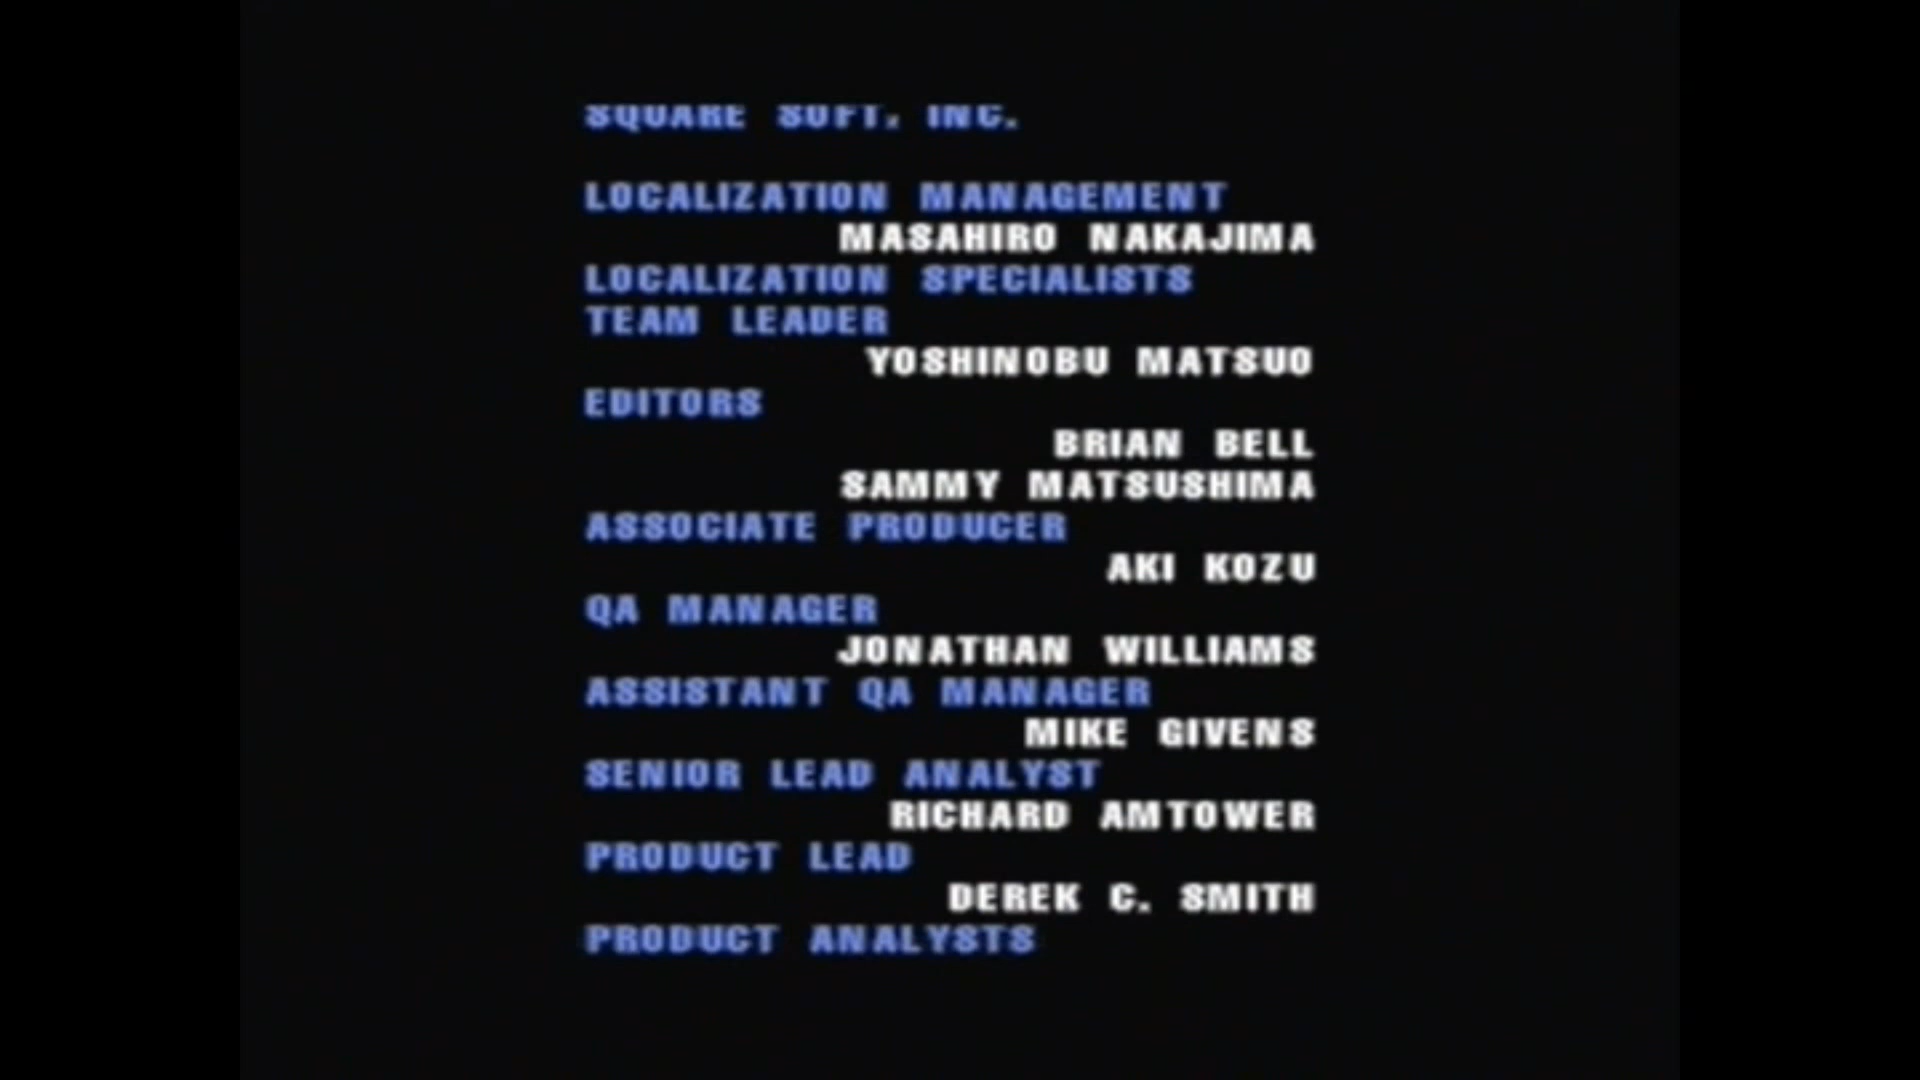 SQUARE SOFT, INC.
LOCALIZATION MANAGEMENT
MASAHIRO NAKAJIMA
LOCALIZATION SPECIALISTS
TEAM LEADER
YOSHINOBU MATSUO
EDITORS
BRIAN BELL
SAMMY MATSUSHIMA
ASSOCIATE PRODUCER
AKI KOZU
QA MANAGER
JONATHAN WILLIAMS
ASSISTANT QA MANAGER
MIKE GIVENS
SENIOR LEAD ANALYST
RICHARD AMTOWER
PRODUCT LEAD
DEREK C. SMITH
PRODUCT ANALYSTS